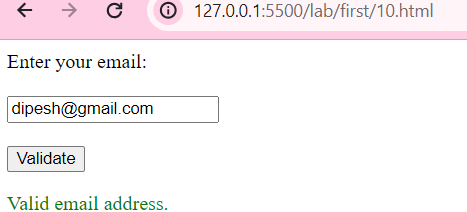 127.0.0.1:5500/lab/first/10.html
Enter your email:
dipesh@gmail.com
Validate
Valid email address.